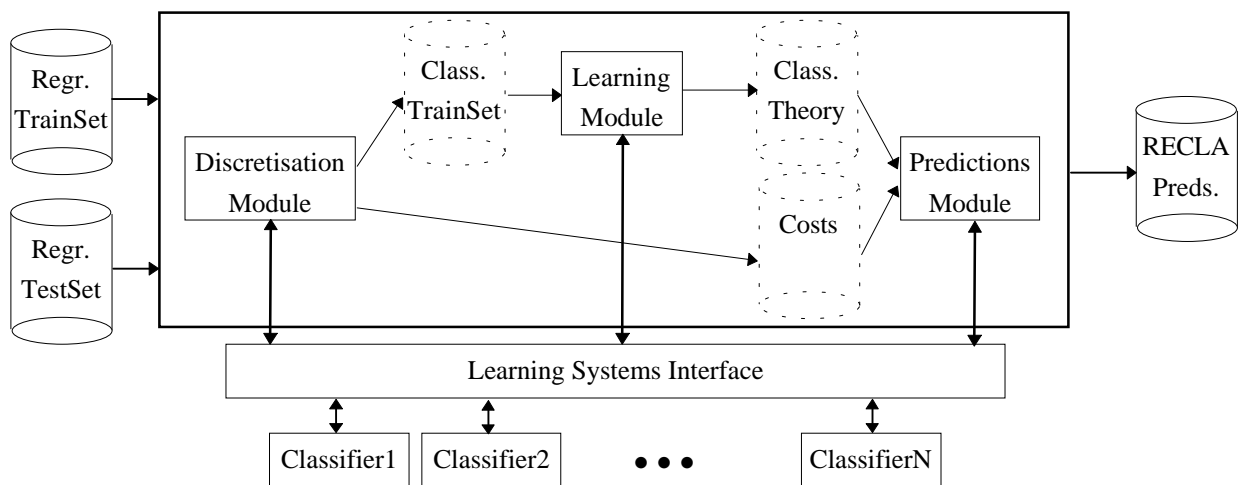 Regr.
TrainSet
Regr.
TestSet
Discretisation
Module
Class.
TrainSet
Learning
Module
Class.
Theory
Costs
Predictions
Module
RECLA
Preds.
Learning Systems Interface
Classifier1
Classifier2
• • •
ClassifierN